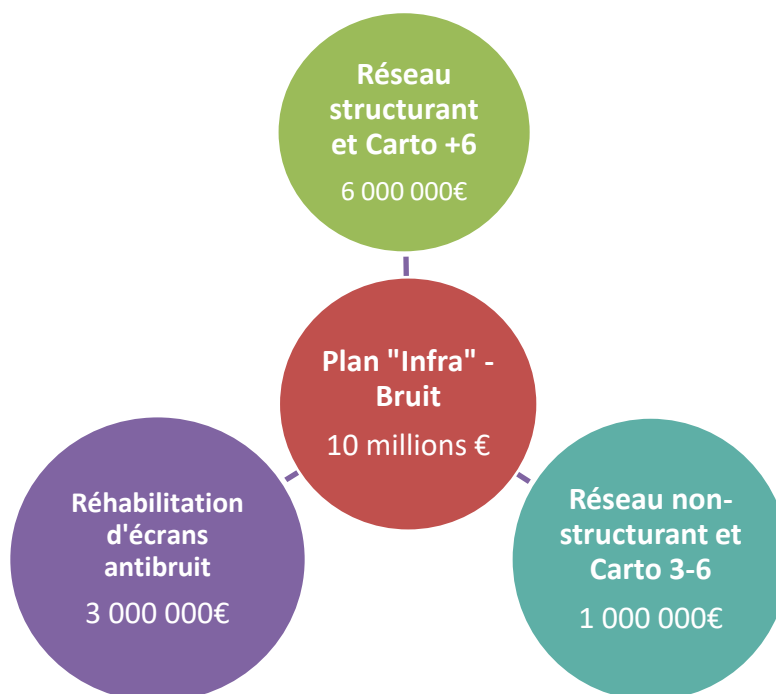 Réseau
structurant
et Carto +6
6 000 000€
Plan "Infra" -
Bruit
10 millions €
Réhabilitation
d'écrans
antibruit
3 000 000€
Réseau non-
structurant et
Carto 3-6
1 000 000€